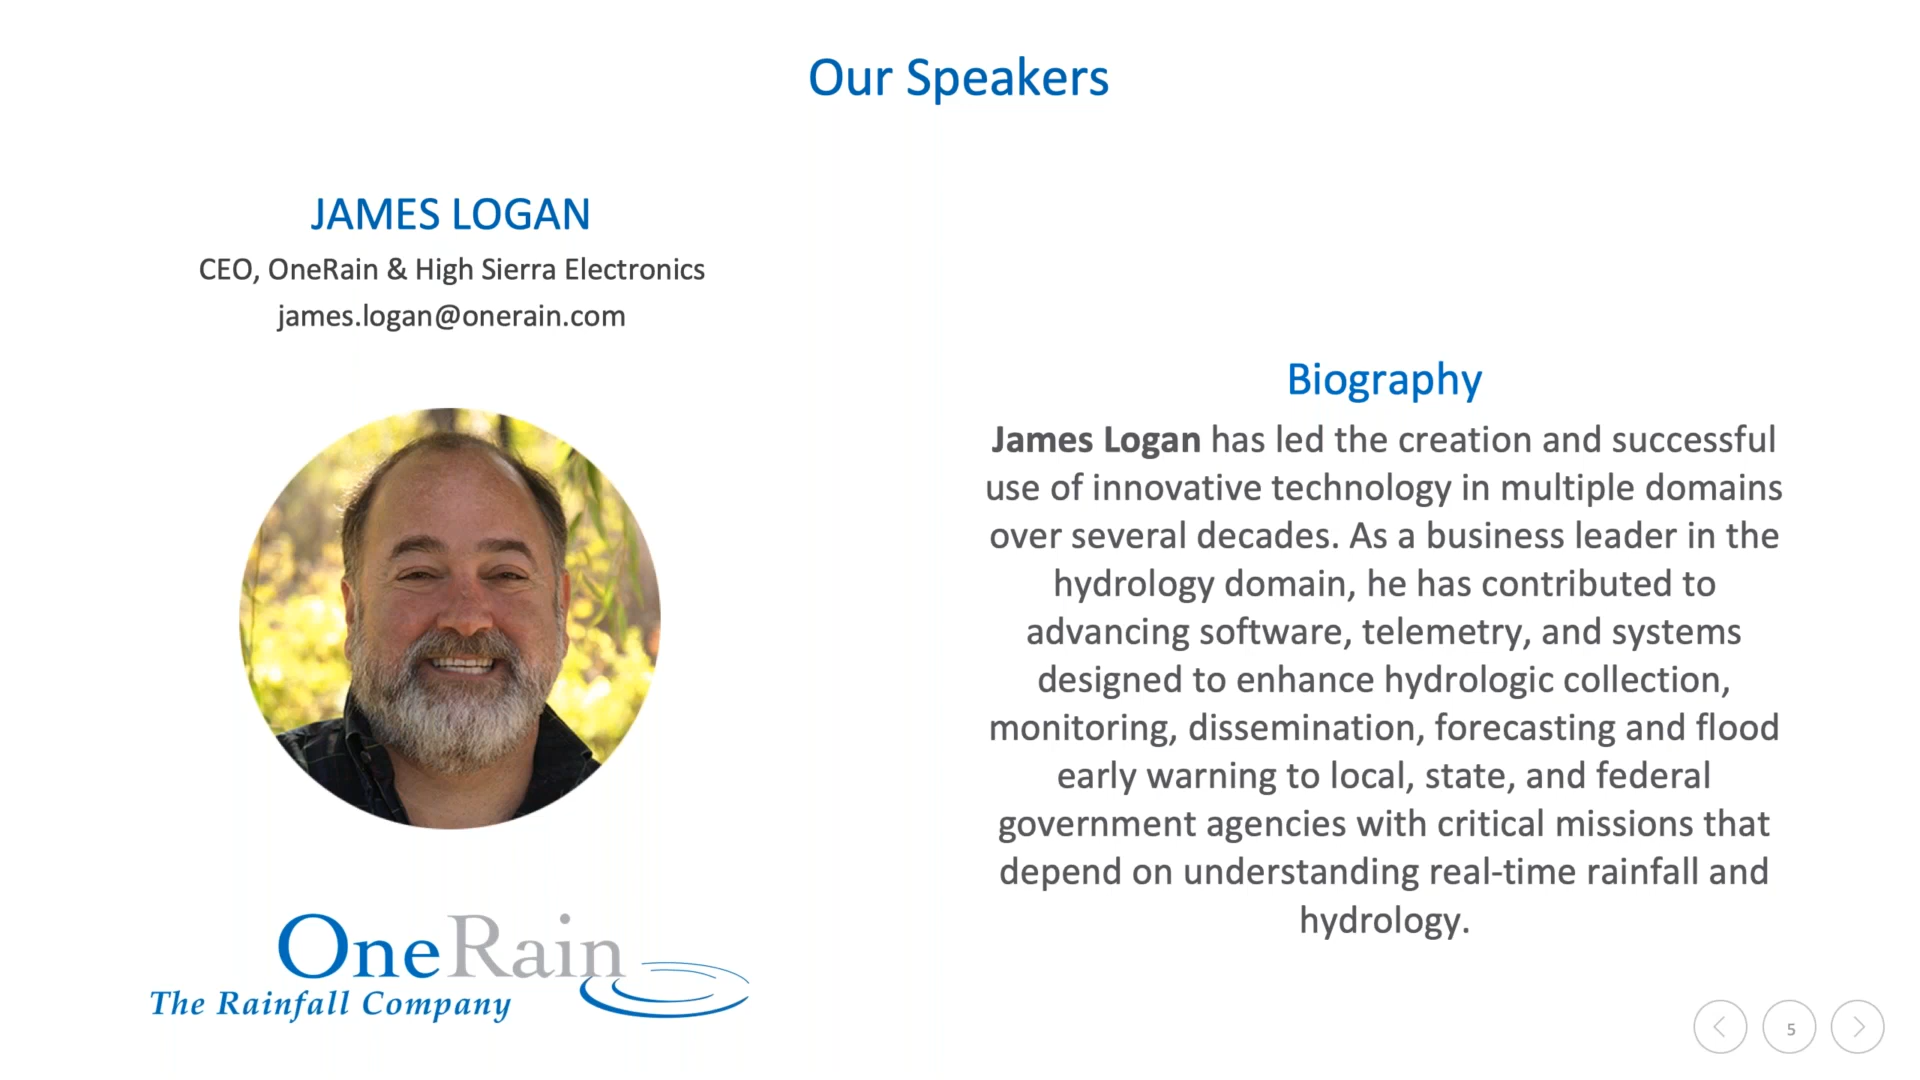 Our Speakers
JAMES LOGAN
CEO, OneRain & High Sierra Electronics
james.logan@onerain.com
OneRain
The Rainfall Company
Biography
James Logan has led the creation and successful
use of innovative technology in multiple domains
over several decades. As a business leader in the
hydrology domain, he has contributed to
advancing software, telemetry, and systems
designed to enhance hydrologic collection,
monitoring, dissemination, forecasting and flood
early warning to local, state, and federal
government agencies with critical missions that
depend on understanding real-time rainfall and
hydrology.
5